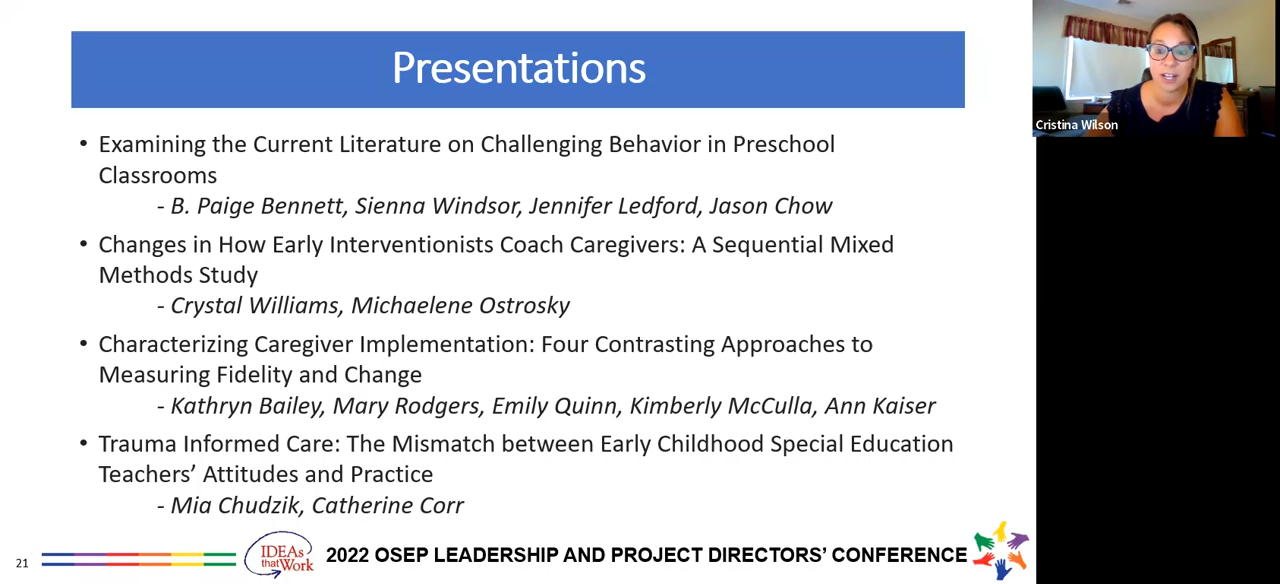 Presentations
• Examining the Current Literature on Challenging Behavior in Preschool
Classrooms
- B. Paige Bennett, Sienna Windsor, Jennifer Ledford, Jason Chow
• Changes in How Early Interventionists Coach Caregivers: A Sequential Mixed
Methods Study
- Crystal Williams, Michaelene Ostrosky
• Characterizing Caregiver Implementation: Four Contrasting Approaches to
Measuring Fidelity and Change
- Kathryn Bailey, Mary Rodgers, Emily Quinn, Kimberly McCulla, Ann Kaiser
• Trauma Informed Care: The Mismatch between Early Childhood Special Education
Teachers’ Attitudes and Practice
- Mia Chudzik, Catherine Corr
21
IDEAs
that Work
2022 OSEP LEADERSHIP AND PROJECT DIRECTORS’ CONFERENCE
Cristina Wilson